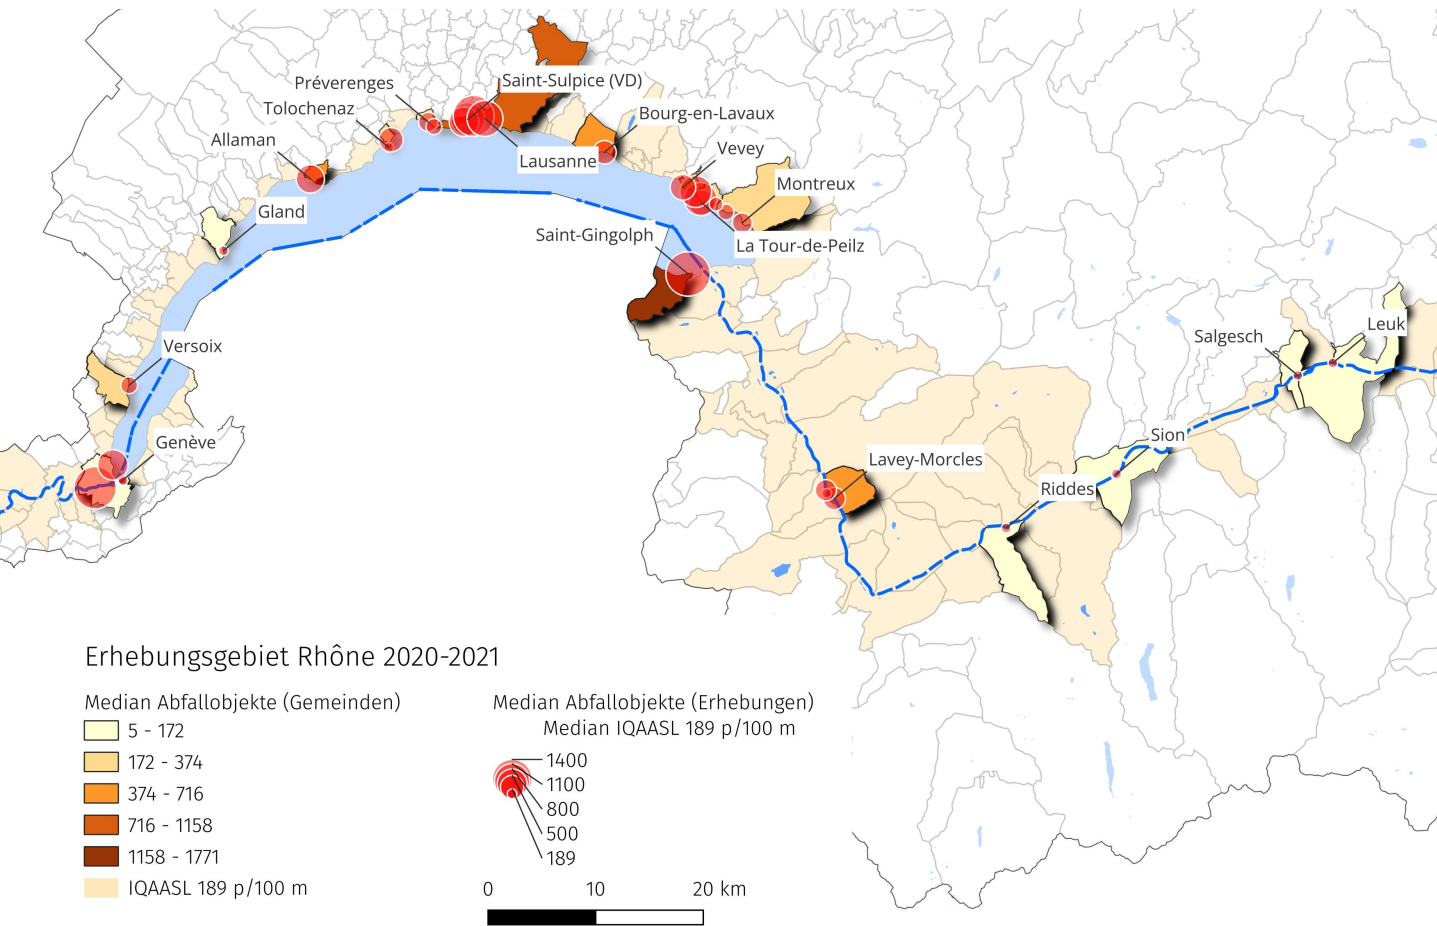 Préverenges
Saint-Sulpice (VD)
Tolochenaz
Bourg-en-Lavaux
Allaman
Vevey
Lausanne
Montreux
Gland
Saint-Gingolph
La Tour-de-Peilz
Leuk
Salgesch
Versoix
Sion
Genève
Lavey-Morcles
Riddes
Erhebungsgebiet Rhône 2020-2021
Median Abfallobjekte (Gemeinden)
5 - 172
172 - 374
374 - 716
716 - 1158
1158 - 1771
IQAASL 189 p/100 m
Median Abfallobjekte (Erhebungen)
Median IQAASL 189 p/100 m
1400
1100
800
500
189
0 10 20 km